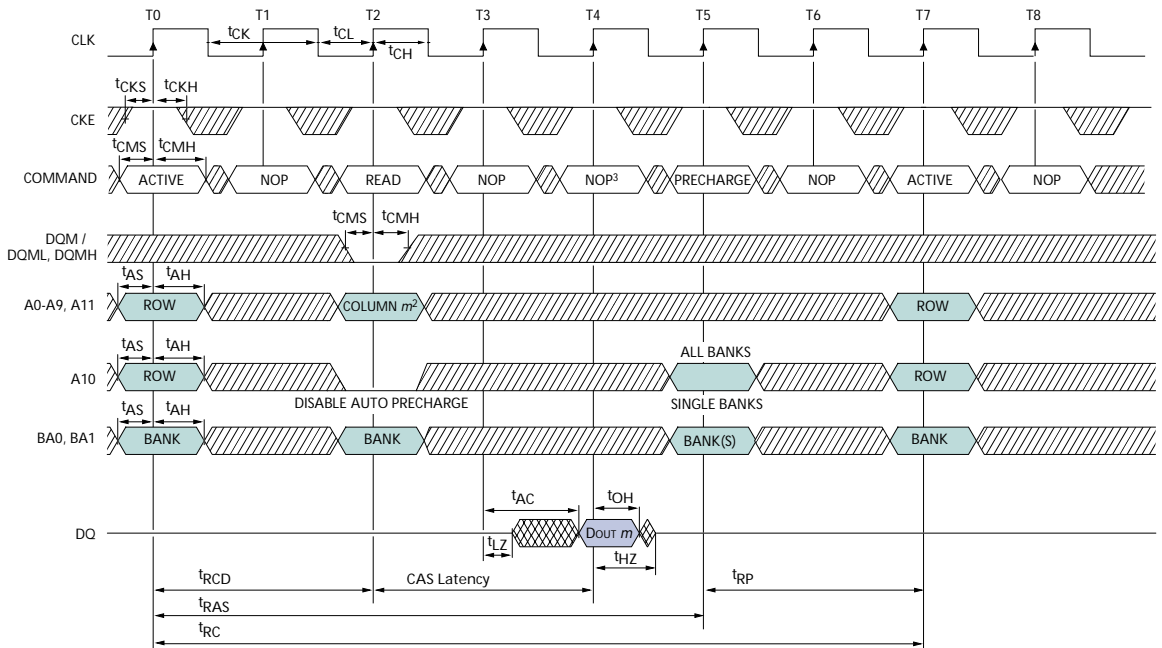 T0 T1 T2 T3 T4 T5 T6 T7 T8
CLK
tCK tCL tCH
tCKS tCKH
CKE
tCMS tCMH
COMMAND ACTIVE NOP READ NOP NOP3 PRECHARGE NOP ACTIVE NOP
tCMS tCMH
DQM /
DQML, DQMH
tAS tAH
A0-A9, A11 ROW COLUMN m2 ROW
tAS tAH ALL BANKS
A10 ROW ROW
DISABLE AUTO PRECHARGE SINGLE BANKS
tAS tAH
BA0, BA1 BANK BANK BANK(S) BANK
tAC tOH
DQ DOUT m
tLZ tHZ
tRCD CAS Latency tRP
tRAS
tRC